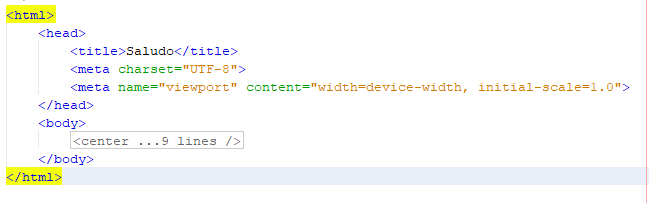 <html>
<head>
<title>Saludo</title>
<meta charset="UTF-8">
<meta name="viewport" content="width=device-width, initial-scale=1.0">
</head>
<body>
<center ...9 lines />
</body>
</html>